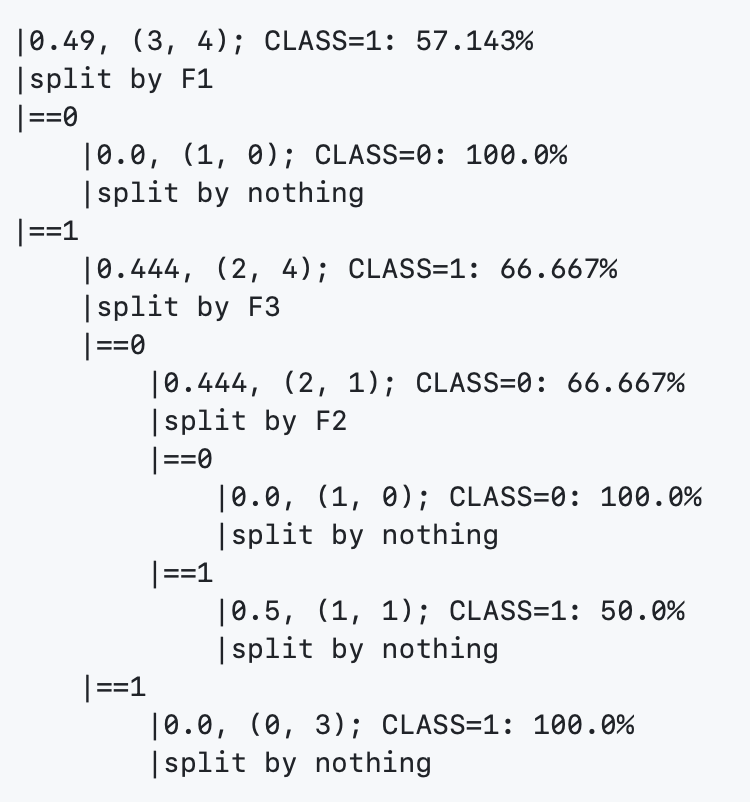 |0.49, (3, 4); CLASS=1: 57.143%
|split by F1
|==0
    |0.0, (1, 0); CLASS=0: 100.0%
    |split by nothing
|==1
    |0.444, (2, 4); CLASS=1: 66.667%
    |split by F3
    |==0
        |0.444, (2, 1); CLASS=0: 66.667%
        |split by F2
        |==0
            |0.0, (1, 0); CLASS=0: 100.0%
            |split by nothing
        |==1
            |0.5, (1, 1); CLASS=1: 50.0%
            |split by nothing
    |==1
        |0.0, (0, 3); CLASS=1: 100.0%
        |split by nothing